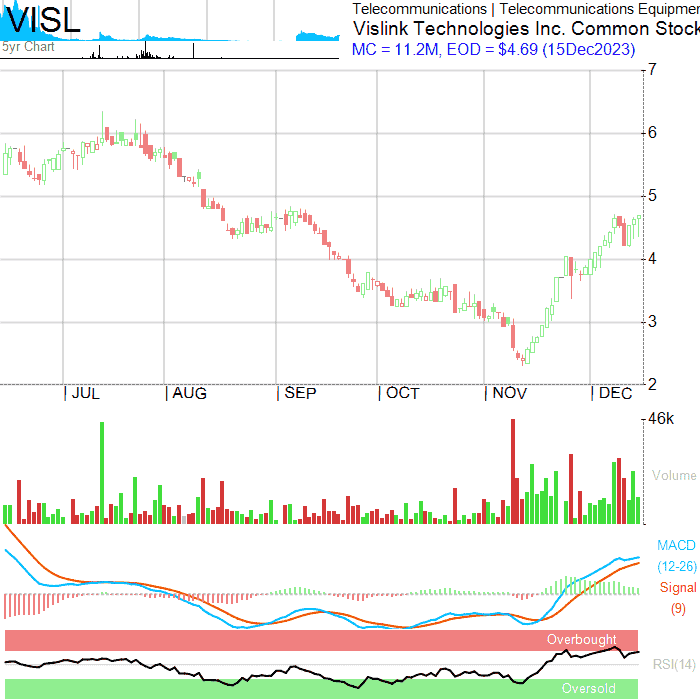 VISL
5yr Chart
Telecommunications | Telecommunications Equipmen
Vislink Technologies Inc. Common Stock
MC = 11.2M, EOD = $4.69 (15Dec2023)
7
6
5
4
3
2
| JUL | AUG | SEP | OCT | NOV | DEC
46k
Volume
MACD
(12-26)
Signal
(9)
Overbought
RSI(14)
Oversold